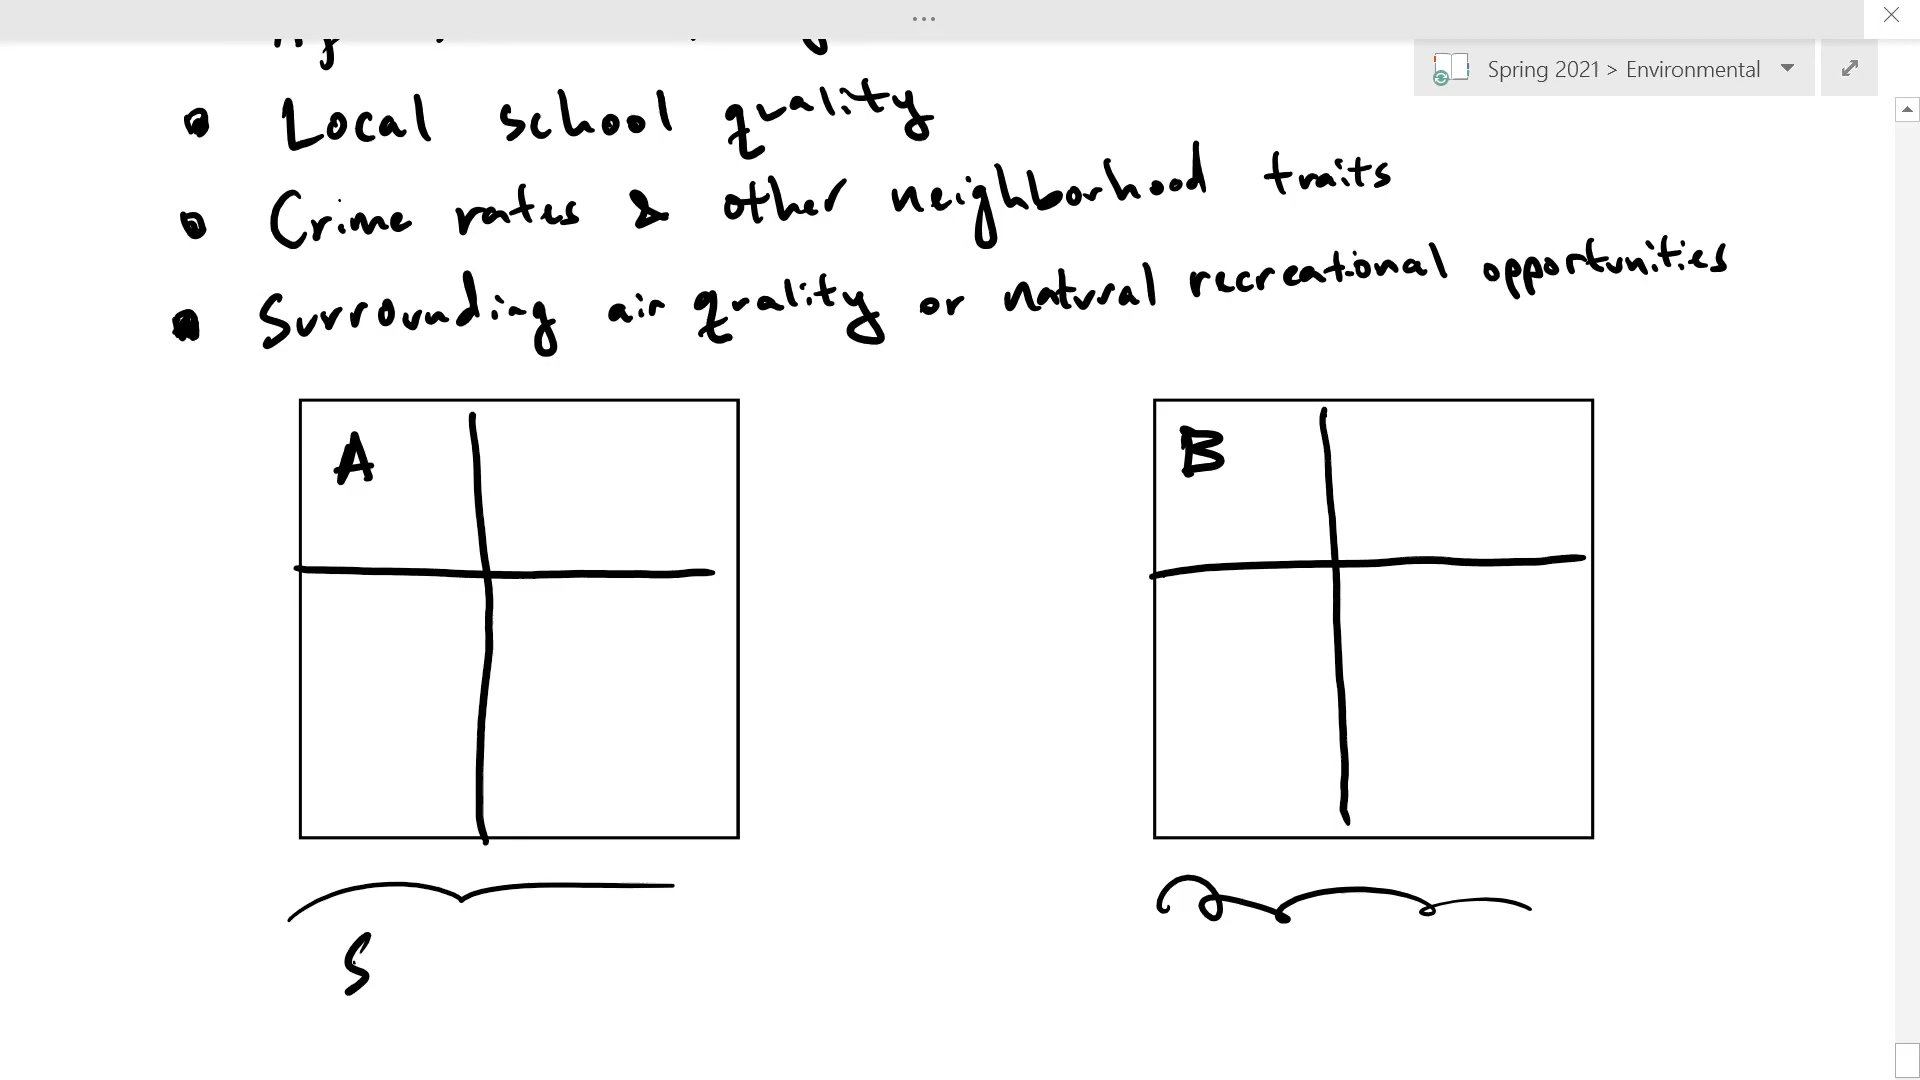 ...
Spring 2021 > Environmental
• Local school quality
• Crime rates & other neighborhood traits
• Surrounding air quality or natural recreational opportunities
A
B
S